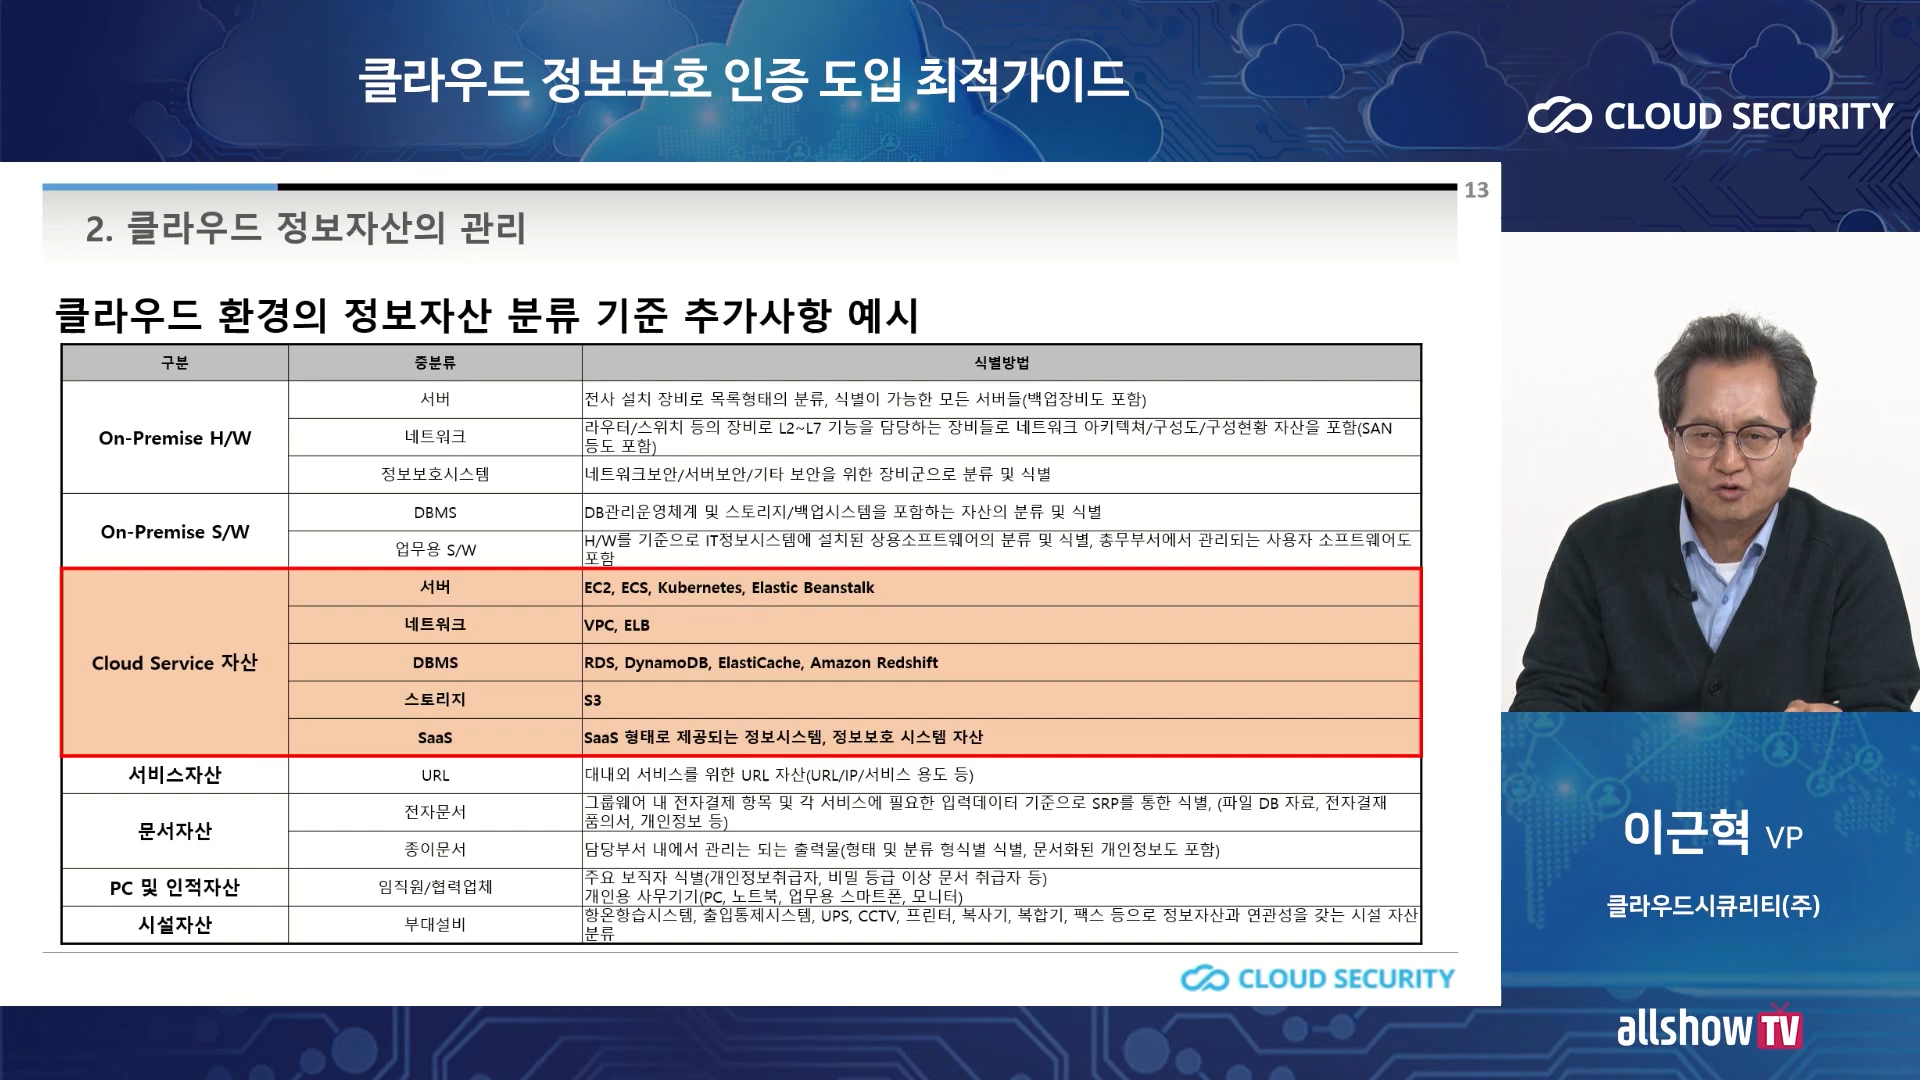 클라우드 정보보호 인증 도입 최적가이드
CLOUD SECURITY
13
2. 클라우드 정보자산의 관리
클라우드 환경의 정보자산 분류 기준 추가사항 예시
구분 중분류 식별방법
On-Premise H/W
서버 전사 설치 장비로 목록형태의 분류, 식별이 가능한 모든 서버들(백업장비도 포함)
네트워크 라우터/스위치 등의 장비로 L2~L7 기능을 담당하는 장비들로 네트워크 아키텍쳐/구성도/구성현황 자산을 포함(SAN
등도 포함)
정보보호시스템 네트워크보안/서버보안/기타 보안을 위한 장비군으로 분류 및 식별
On-Premise S/W
DBMS DB관리운영체계 및 스토리지/백업시스템을 포함하는 자산의 분류 및 식별
업무용 S/W H/W를 기준으로 IT정보시스템에 설치된 상용소프트웨어의 분류 및 식별, 총무부서에서 관리되는 사용자 소프트웨어도
포함
Cloud Service 자산
서버 EC2, ECS, Kubernetes, Elastic Beanstalk
네트워크 VPC, ELB
DBMS RDS, DynamoDB, ElastiCache, Amazon Redshift
스토리지 S3
SaaS SaaS 형태로 제공되는 정보시스템, 정보보호 시스템 자산
서비스자산 URL 대내외 서비스를 위한 URL 자산(URL/IP/서비스 용도 등)
문서자산
전자문서 그룹웨어 내 전자결제 항목 및 각 서비스에 필요한 입력데이터 기준으로 SRP를 통한 식별, (파일 DB 자료, 전자결재
품의서, 개인정보 등)
종이문서 담당부서 내에서 관리는 되는 출력물(형태 및 분류 형식별 식별, 문서화된 개인정보도 포함)
PC 및 인적자산 임직원/협력업체 주요 보직자 식별(개인정보취급자, 비밀 등급 이상 문서 취급자 등)
개인용 사무기기(PC, 노트북, 업무용 스마트폰, 모니터)
시설자산 부대설비 항온항습시스템, 출입통제시스템, UPS, CCTV, 프린터, 복사기, 복합기, 팩스 등으로 정보자산과 연관성을 갖는 시설 자산
분류
CLOUD SECURITY
이근혁 VP
클라우드시큐리티(주)
allshow TV